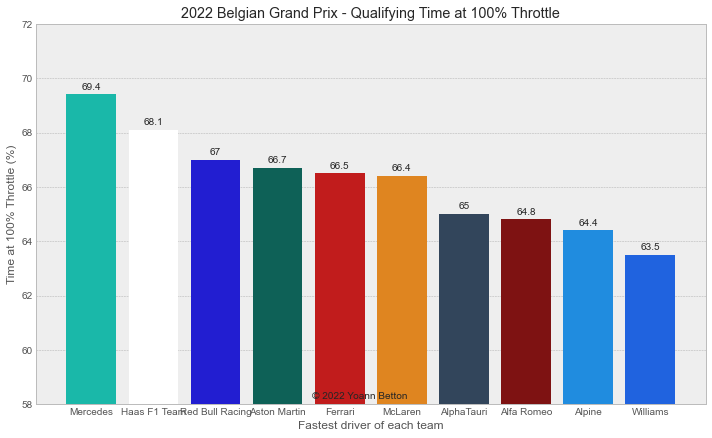 2022 Belgian Grand Prix - Qualifying Time at 100% Throttle
Time at 100% Throttle (%)
72
70
68
66
64
62
60
58
69.4
68.1
67
66.7
66.5
66.4
65
64.8
64.4
63.5
© 2022 Yoann Betton
Mercedes
Haas F1 Team
Red Bull Racing
Aston Martin
Ferrari
McLaren
AlphaTauri
Alfa Romeo
Alpine
Williams
Fastest driver of each team